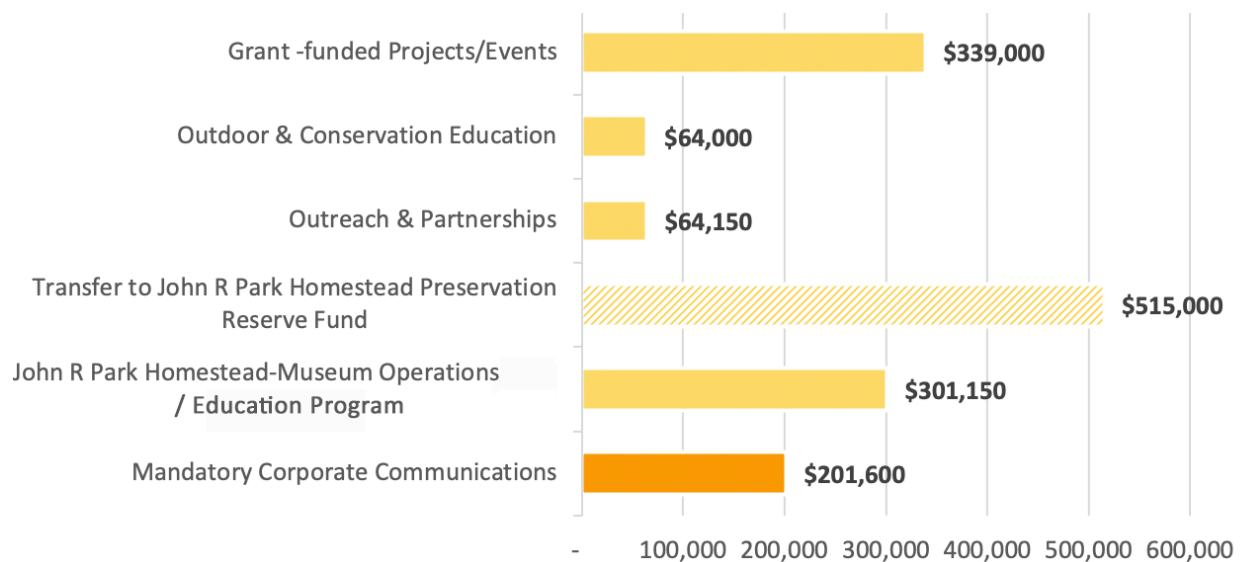 Grant -funded Projects/Events
$339,000
Outdoor & Conservation Education
$64,000
Outreach & Partnerships
$64,150
Transfer to John R Park Homestead Preservation
Reserve Fund
$515,000
John R Park Homestead-Museum Operations
/ Education Program
$301,150
Mandatory Corporate Communications
$201,600
- 100,000 200,000 300,000 400,000 500,000 600,000